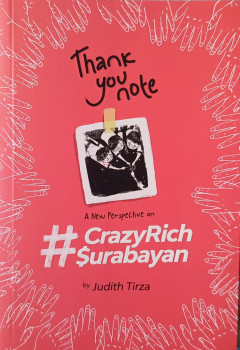 Thank
you
note
A New Perspective on
#CrazyRich
$urabayan
by Judith Tirza